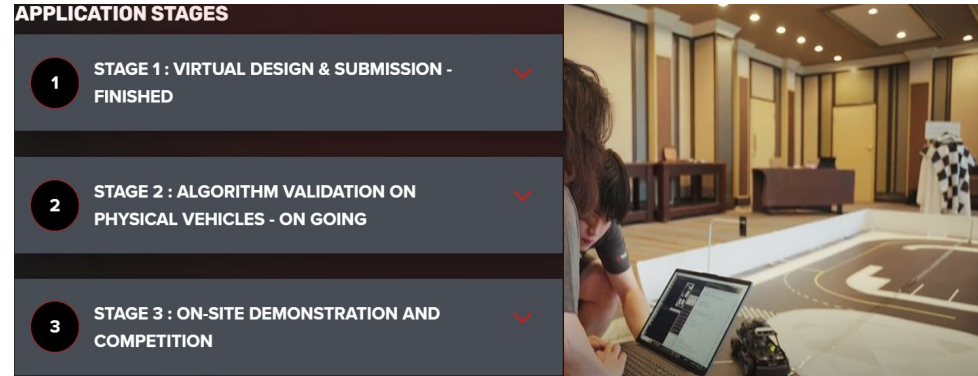 APPLICATION STAGES
1
STAGE 1 : VIRTUAL DESIGN & SUBMISSION -
FINISHED
2
STAGE 2 : ALGORITHM VALIDATION ON
PHYSICAL VEHICLES - ON GOING
3
STAGE 3 : ON-SITE DEMONSTRATION AND
COMPETITION